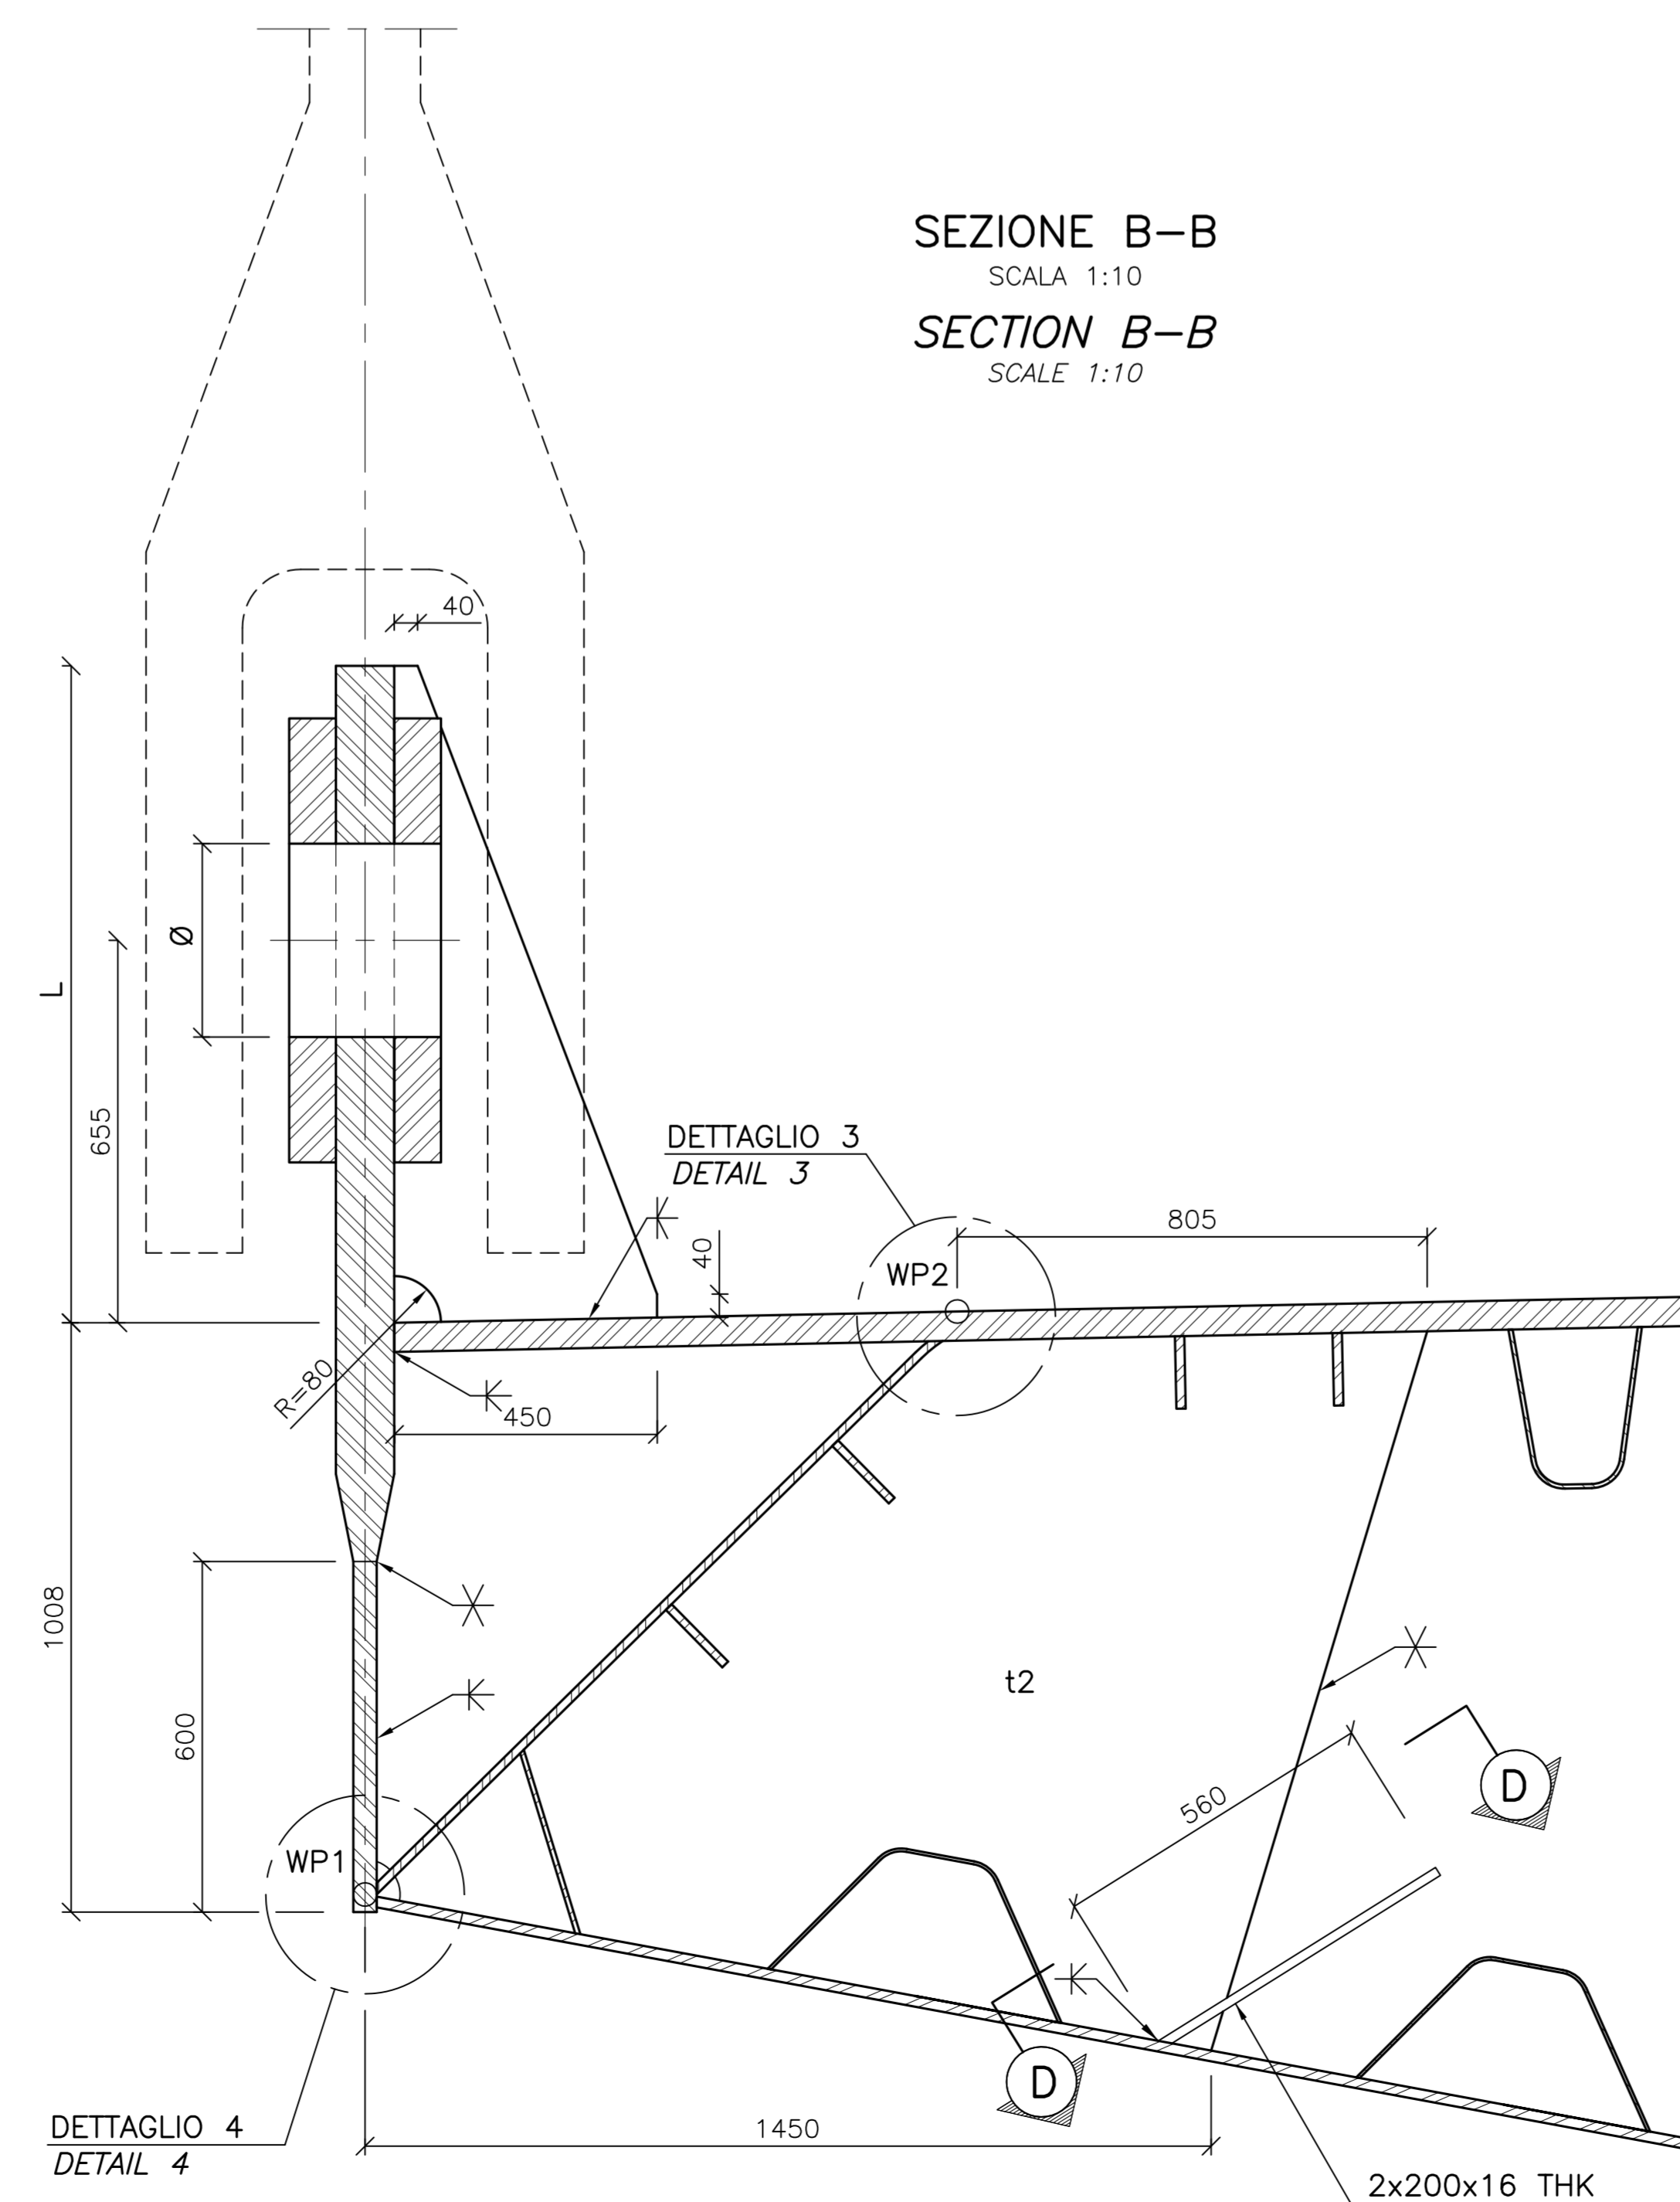 SEZIONE B-B
SCALA 1:10
SECTION B-B
SCALE 1:10
40
Ø
L
655
DETTAGLIO 3
DETAIL 3
40
805
WP2
R=80
450
1008
600
t2
560
D
WP1
D
DETTAGLIO 4
DETAIL 4
1450
2x200x16 THK